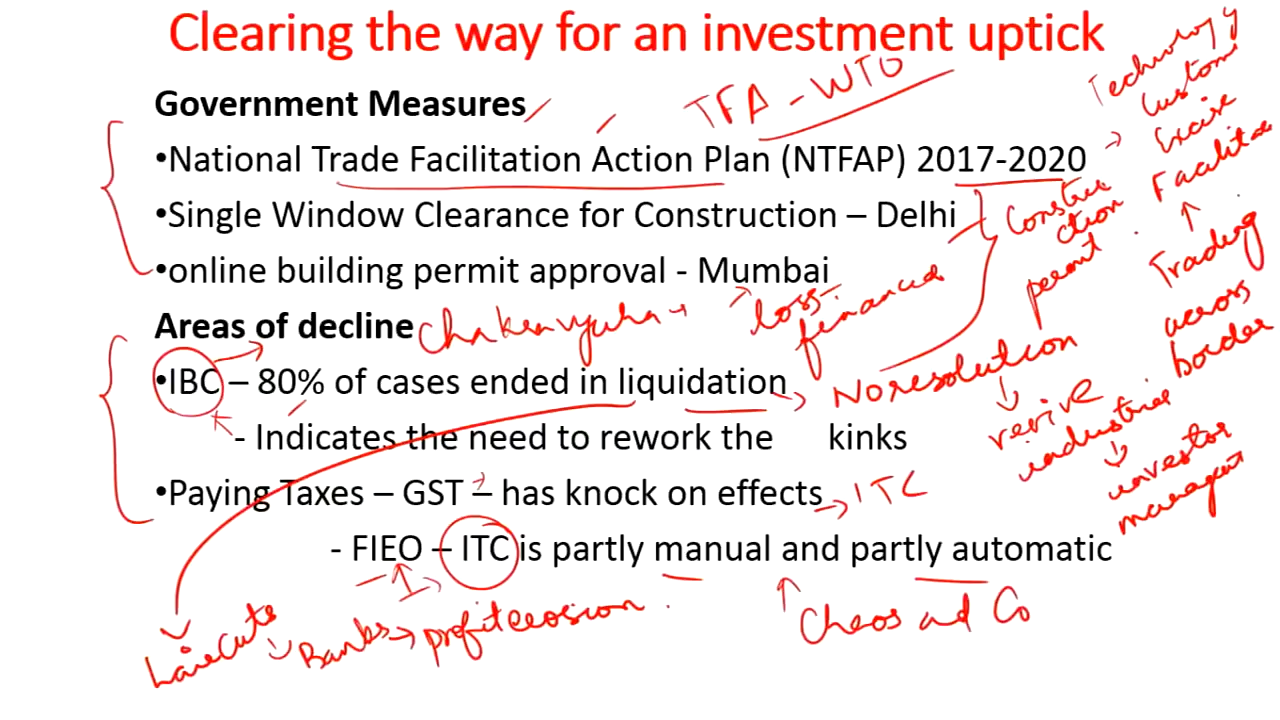 Clearing the way for an investment uptick
Government Measures
TFA - WTO
•National Trade Facilitation Action Plan (NTFAP) 2017-2020
•Single Window Clearance for Construction – Delhi
•online building permit approval - Mumbai
Areas of decline
Chakravyuha
•IBC – 80% of cases ended in liquidation
- Indicates the need to rework the kinks
•Paying Taxes – GST – has knock on effects
ITC
- FIEO – ITC is partly manual and partly automatic
Technology
Customs
Excise
Facilitate
Trading
across
border
Constru
ction
permit
loss
financed
No resolution
revive
industries
investor
HairCuts
Banks
profit erosion
Chaos and Co